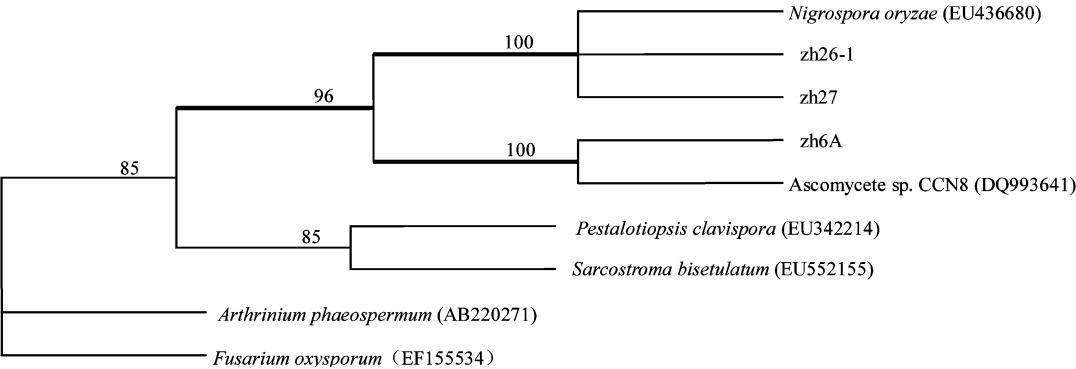 Nigrospora oryzae (EU436680)
100
zh26-1
96
zh27
zh6A
100
85
Ascomycete sp. CCN8 (DQ993641)
Pestalotiopsis clavispora (EU342214)
85
Sarcostroma bisetulatum (EU552155)
Arthrinium phaeospermum (AB220271)
Fusarium oxysporum（EF155534）